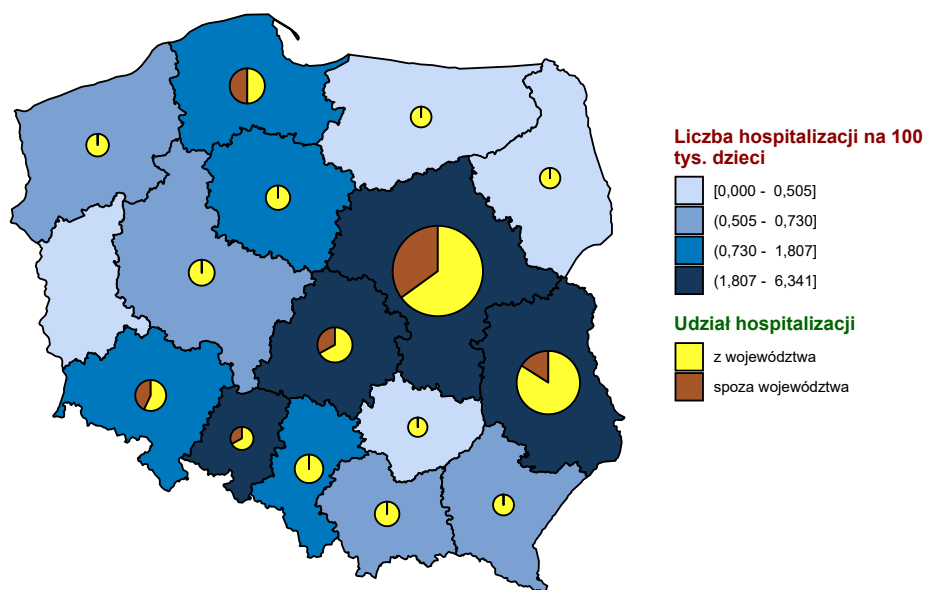 Liczba hospitalizacji na 100
tys. dzieci
[0,000 - 0,505]
(0,505 - 0,730]
(0,730 - 1,807]
(1,807 - 6,341]
Udział hospitalizacji
z województwa
spoza województwa